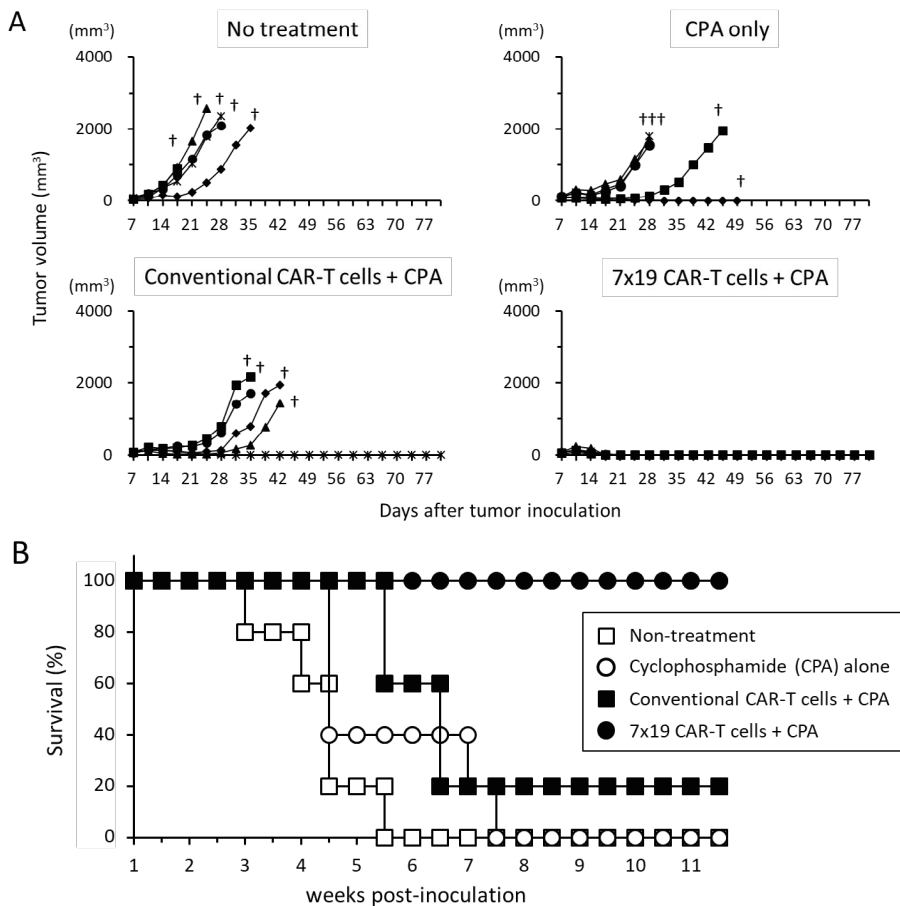 A
No treatment
CPA only
(mm³)
4000
2000
0
† † † † †
7 14 21 28 35 42 49 56 63 70 77
(mm³)
4000
2000
0
††† † †
7 14 21 28 35 42 49 56 63 70 77
Tumor volume (mm³)
Conventional CAR-T cells + CPA
7x19 CAR-T cells + CPA
(mm³)
4000
2000
0
† † † †
7 14 21 28 35 42 49 56 63 70 77
(mm³)
4000
2000
0
7 14 21 28 35 42 49 56 63 70 77
Days after tumor inoculation
B
Survival (%)
100
80
60
40
20
0
1 2 3 4 5 6 7 8 9 10 11
weeks post-inoculation
Non-treatment
Cyclophosphamide (CPA) alone
Conventional CAR-T cells + CPA
7x19 CAR-T cells + CPA